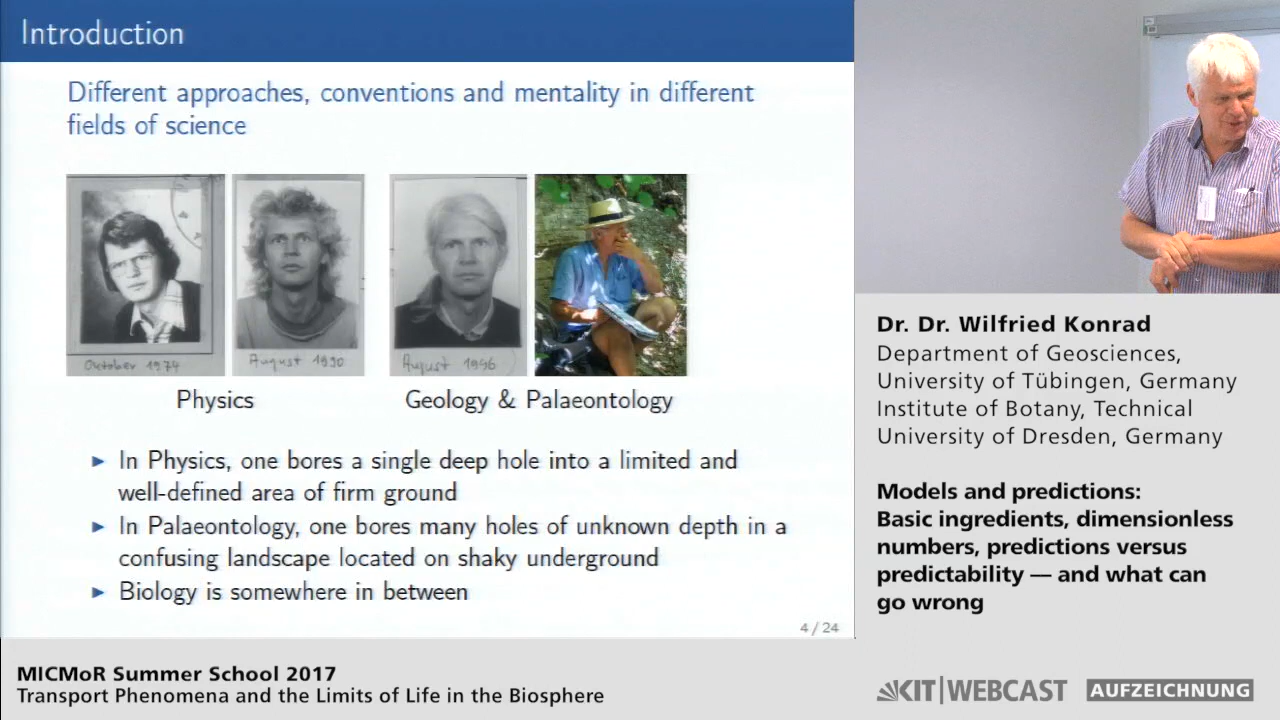 Introduction
Different approaches, conventions and mentality in different
fields of science
Oktober 1974
August 1990
August 1996
Physics
Geology & Palaeontology
In Physics, one bores a single deep hole into a limited and
well-defined area of firm ground
In Palaeontology, one bores many holes of unknown depth in a
confusing landscape located on shaky underground
Biology is somewhere in between
4 / 24
Dr. Dr. Wilfried Konrad
Department of Geosciences,
University of Tübingen, Germany
Institute of Botany, Technical
University of Dresden, Germany
Models and predictions:
Basic ingredients, dimensionless
numbers, predictions versus
predictability — and what can
go wrong
MICMoR Summer School 2017
Transport Phenomena and the Limits of Life in the Biosphere
KIT | WEBCAST
AUFZEICHNUNG